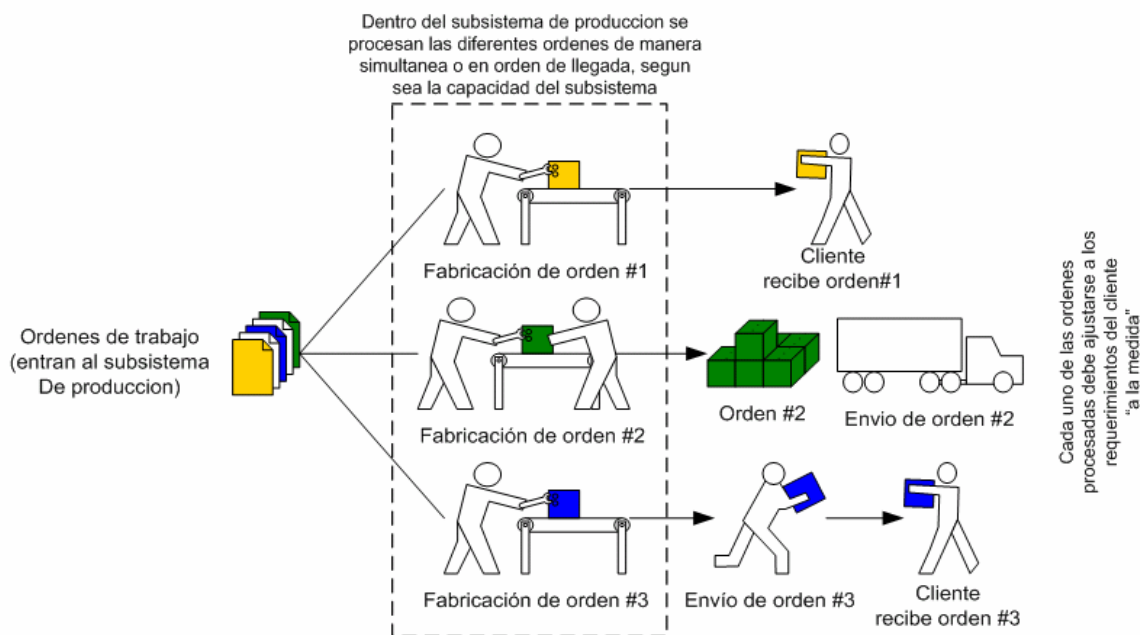 Dentro del subsistema de produccion se
procesan las diferentes ordenes de manera
simultanea o en orden de llegada, segun
sea la capacidad del subsistema
Ordenes de trabajo
(entran al subsistema
De produccion)
Fabricación de orden #1
Cliente
recibe orden#1
Fabricación de orden #2
Orden #2
Envio de orden #2
Fabricación de orden #3
Envío de orden #3
Cliente
recibe orden #3
Cada uno de las ordenes
procesadas debe ajustarse a los
requerimientos del cliente
“a la medida"